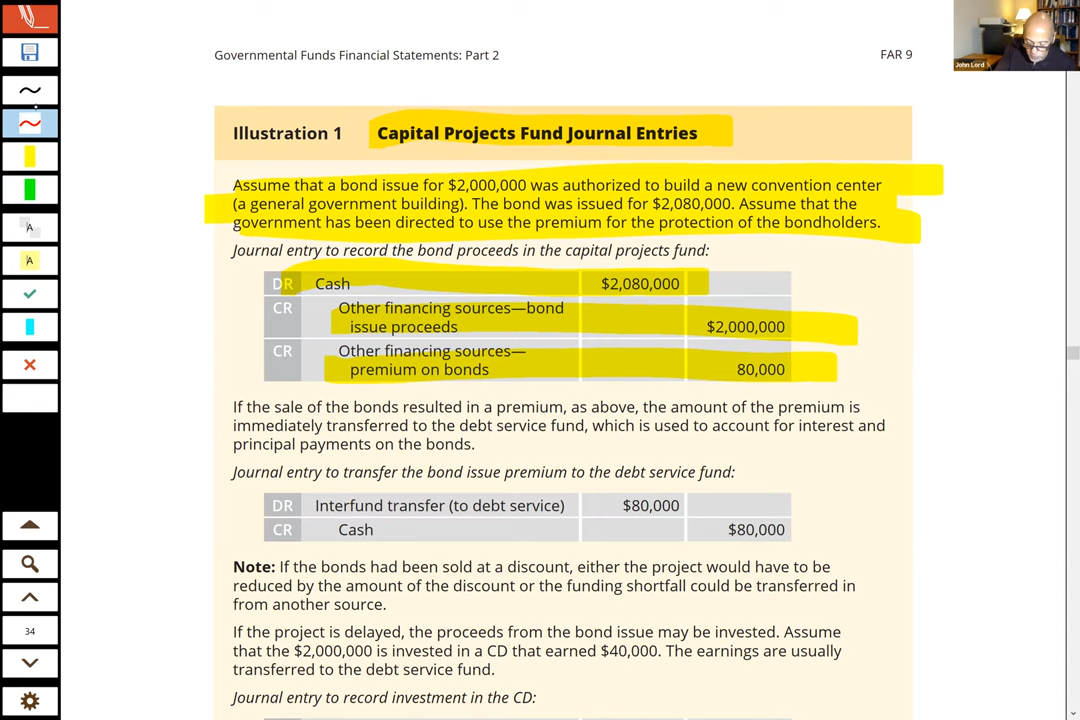 Governmental Funds Financial Statements: Part 2
FAR 9
John Lord
Illustration 1 Capital Projects Fund Journal Entries
Assume that a bond issue for $2,000,000 was authorized to build a new convention center
(a general government building). The bond was issued for $2,080,000. Assume that the
government has been directed to use the premium for the protection of the bondholders.
Journal entry to record the bond proceeds in the capital projects fund:
DR Cash $2,080,000
CR Other financing sources—bond
issue proceeds $2,000,000
CR Other financing sources—
premium on bonds 80,000
If the sale of the bonds resulted in a premium, as above, the amount of the premium is
immediately transferred to the debt service fund, which is used to account for interest and
principal payments on the bonds.
Journal entry to transfer the bond issue premium to the debt service fund:
DR Interfund transfer (to debt service) $80,000
CR Cash $80,000
Note: If the bonds had been sold at a discount, either the project would have to be
reduced by the amount of the discount or the funding shortfall could be transferred in
from another source.
If the project is delayed, the proceeds from the bond issue may be invested. Assume
that the $2,000,000 is invested in a CD that earned $40,000. The earnings are usually
transferred to the debt service fund.
Journal entry to record investment in the CD:
A
A
34